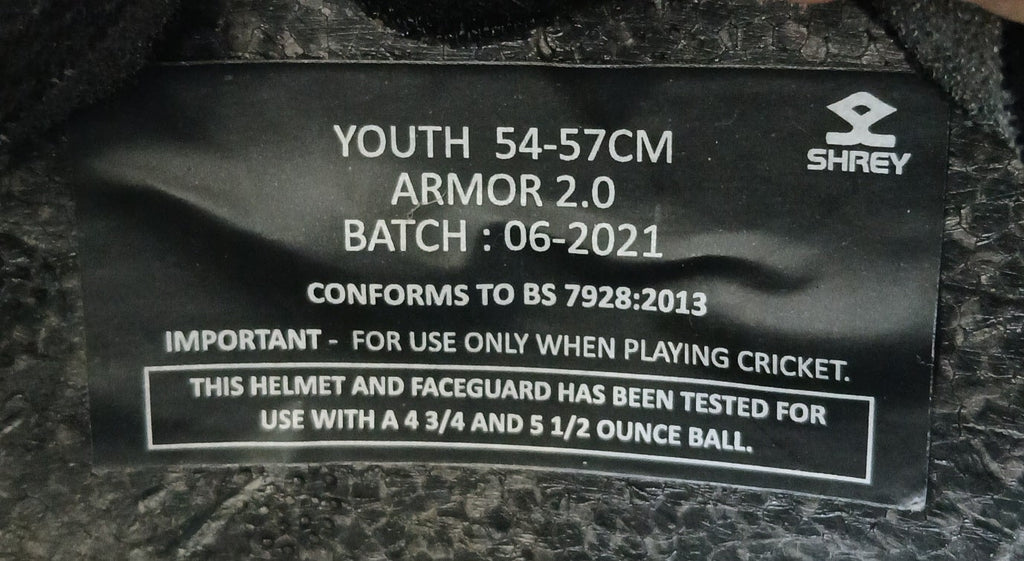 SHREY
YOUTH 54-57CM
ARMOR 2.0
BATCH : 06-2021
CONFORMS TO BS 7928:2013
IMPORTANT - FOR USE ONLY WHEN PLAYING CRICKET.
THIS HELMET AND FACEGUARD HAS BEEN TESTED FOR
USE WITH A 4 3/4 AND 5 1/2 OUNCE BALL.